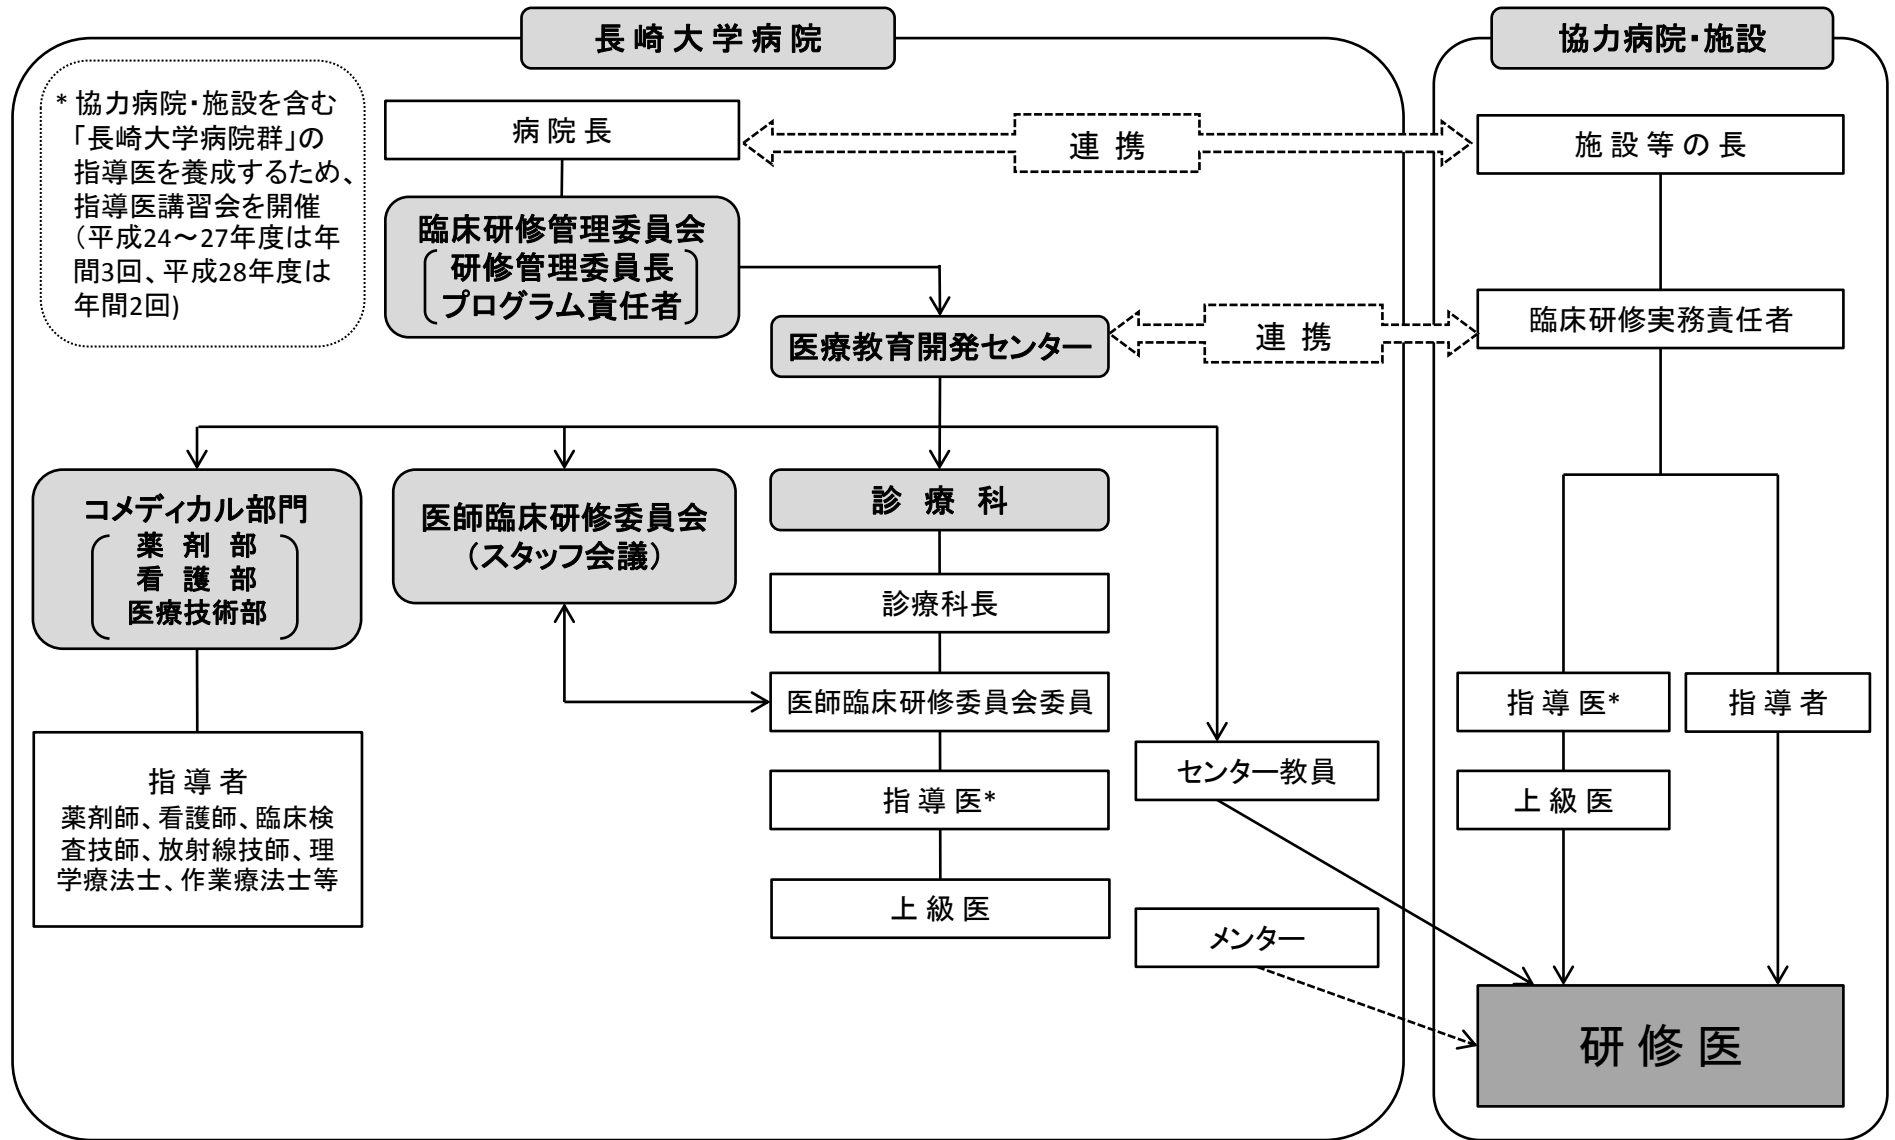 長崎大学病院
協力病院・施設
* 協力病院・施設を含む
「長崎大学病院群」の
指導医を養成するため、
指導医講習会を開催
（平成24～27年度は年
間3回、平成28年度は
年間2回)
病院長
連携
施設等の長
臨床研修管理委員会
研修管理委員長
プログラム責任者
医療教育開発センター
連携
臨床研修実務責任者
コメディカル部門
薬剤部
看護部
医療技術部
医師臨床研修委員会
（スタッフ会議）
診療科
診療科長
医師臨床研修委員会委員
指導医*
上級医
指導者
薬剤師、看護師、臨床検
査技師、放射線技師、理
学療法士、作業療法士等
センター教員
メンター
指導医*
指導者
上級医
研修医